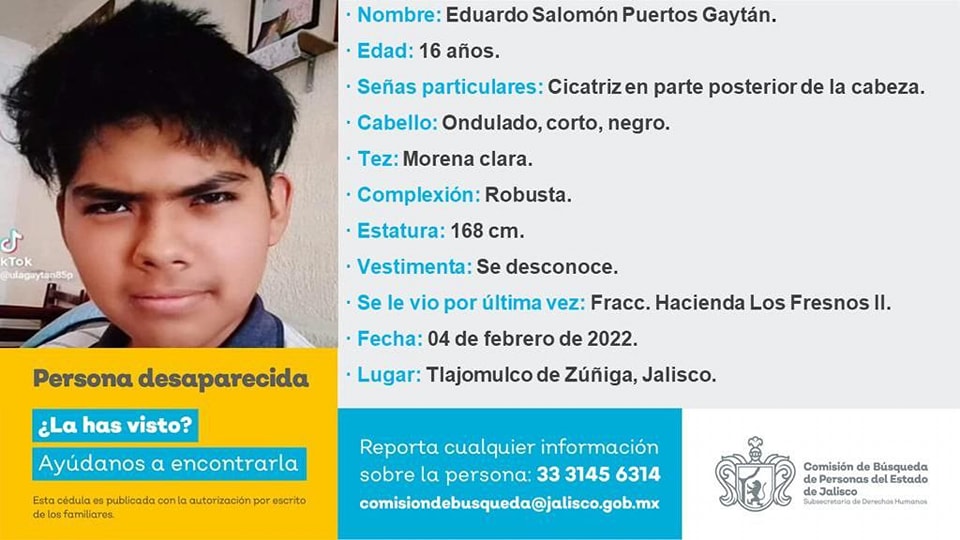 · Nombre: Eduardo Salomón Puertos Gaytán.
· Edad: 16 años.
· Señas particulares: Cicatriz en parte posterior de la cabeza.
· Cabello: Ondulado, corto, negro.
· Tez: Morena clara.
· Complexión: Robusta.
· Estatura: 168 cm.
· Vestimenta: Se desconoce.
· Se le vio por última vez: Fracc. Hacienda Los Fresnos II.
· Fecha: 04 de febrero de 2022.
· Lugar: Tlajomulco de Zúñiga, Jalisco.
kTok
@ulagaytan85p
Persona desaparecida
¿La has visto?
Ayúdanos a encontrarla
Esta cédula es publicada con la autorización por escrito
de los familiares.
Reporta cualquier información
sobre la persona: 33 3145 6314
comisiondebusqueda@jalisco.gob.mx
Comisión de Búsqueda
de Personas del Estado
de Jalisco
Subsecretaría de Derechos Humanos